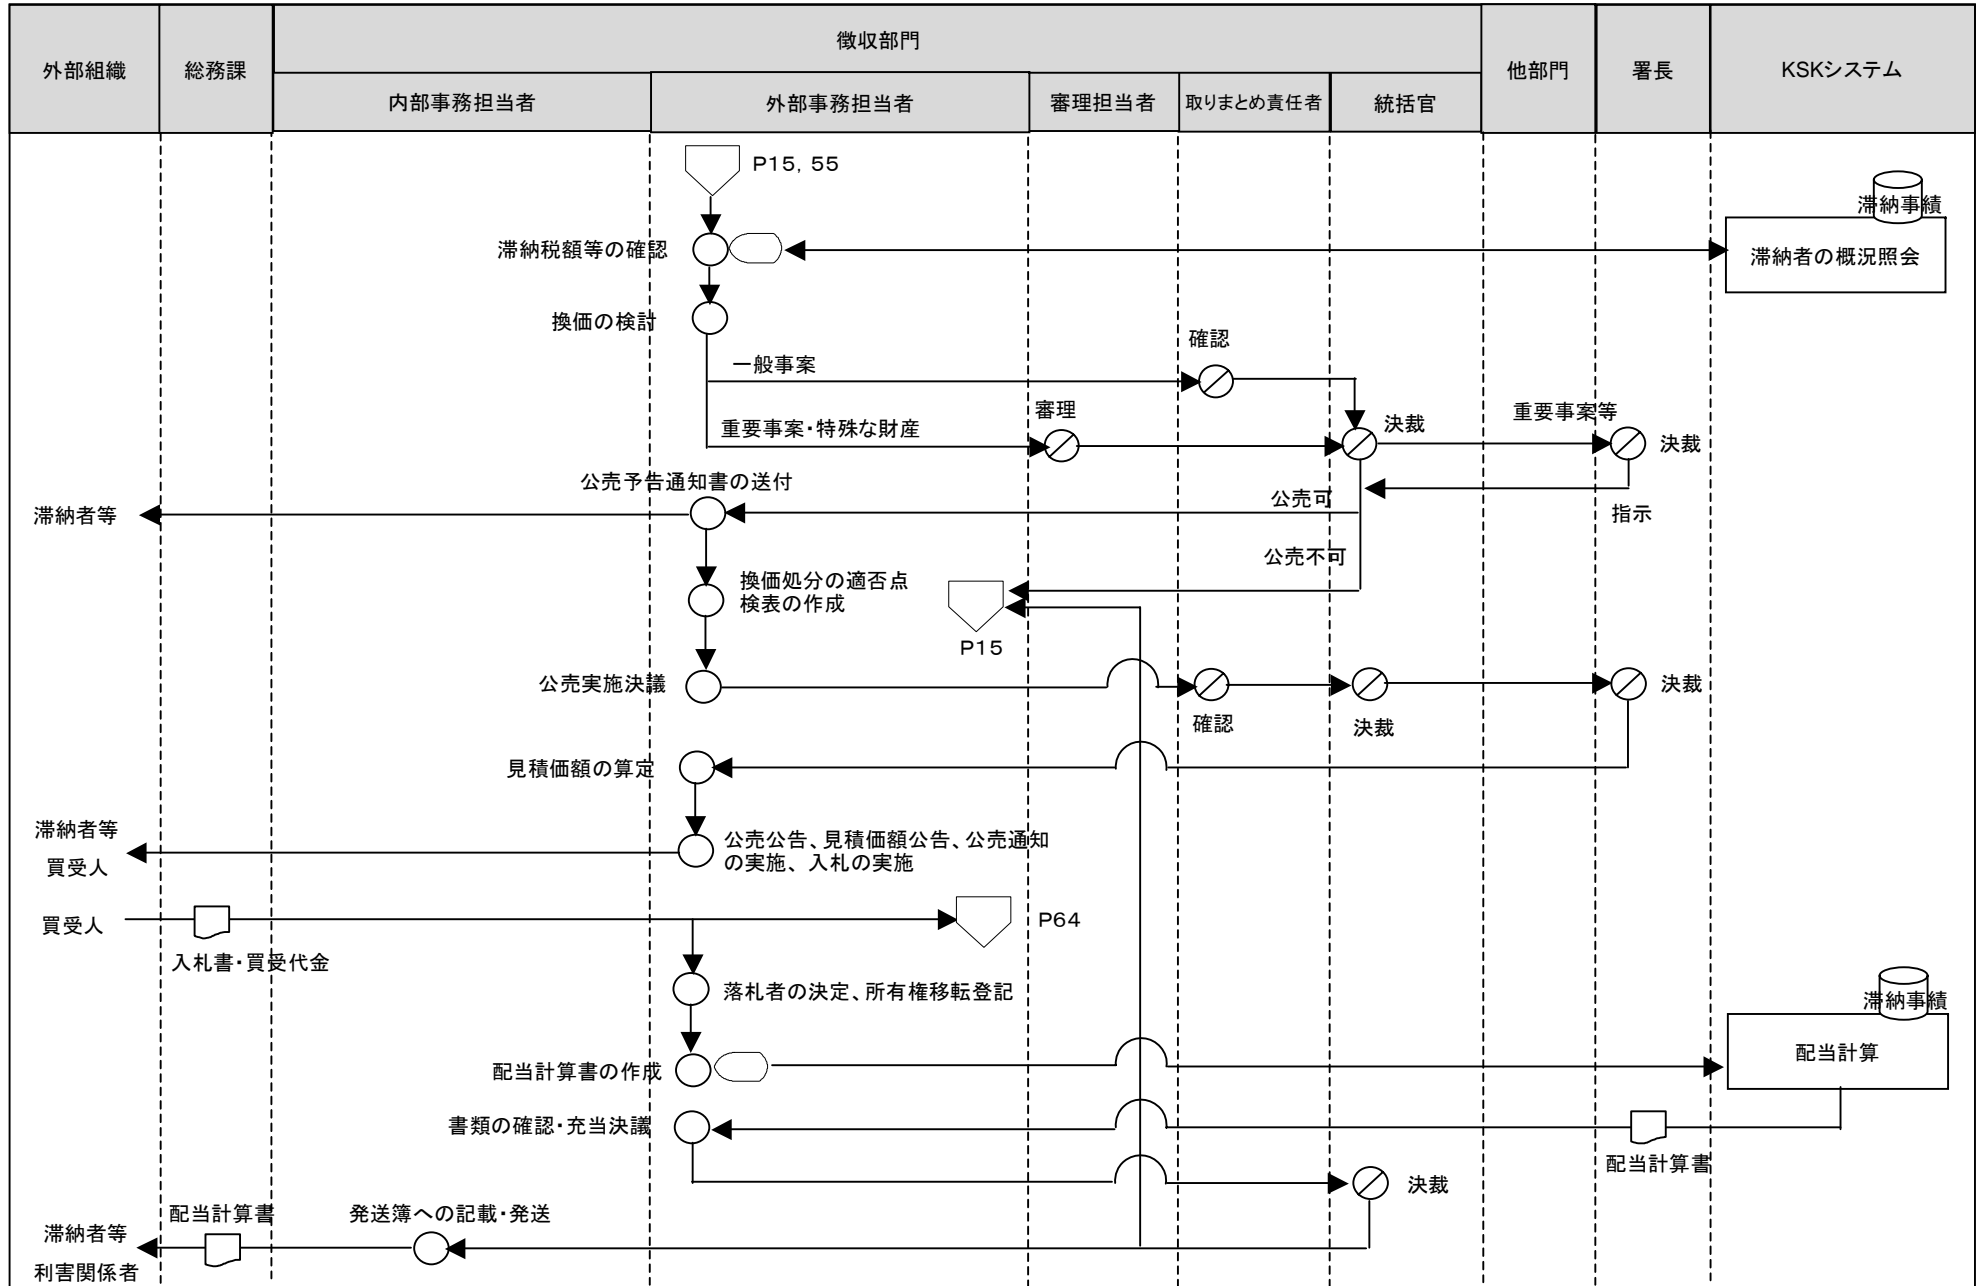 徴収部門
外部組織
総務課
他部門
署長
KSKシステム
内部事務担当者
外部事務担当者
審理担当者
取りまとめ責任者
統括官
P15, 55
滞納事績
滞納税額等の確認
滞納者の概況照会
換価の検討
確認
一般事案
審理
重要事案・特殊な財産
決裁
重要事案等
決裁
公売予告通知書の送付
公売可
滞納者等
指示
公売不可
換価処分の適否点
検表の作成
P15
公売実施決議
決裁
確認
決裁
見積価額の算定
滞納者等
買受人
公売公告、見積価額公告、公売通知
の実施、入札の実施
買受人
P64
入札書・買受代金
落札者の決定、所有権移転登記
滞納事績
配当計算書の作成
配当計算
書類の確認・充当決議
配当計算書
決裁
配当計算書
発送簿への記載・発送
滞納者等
利害関係者